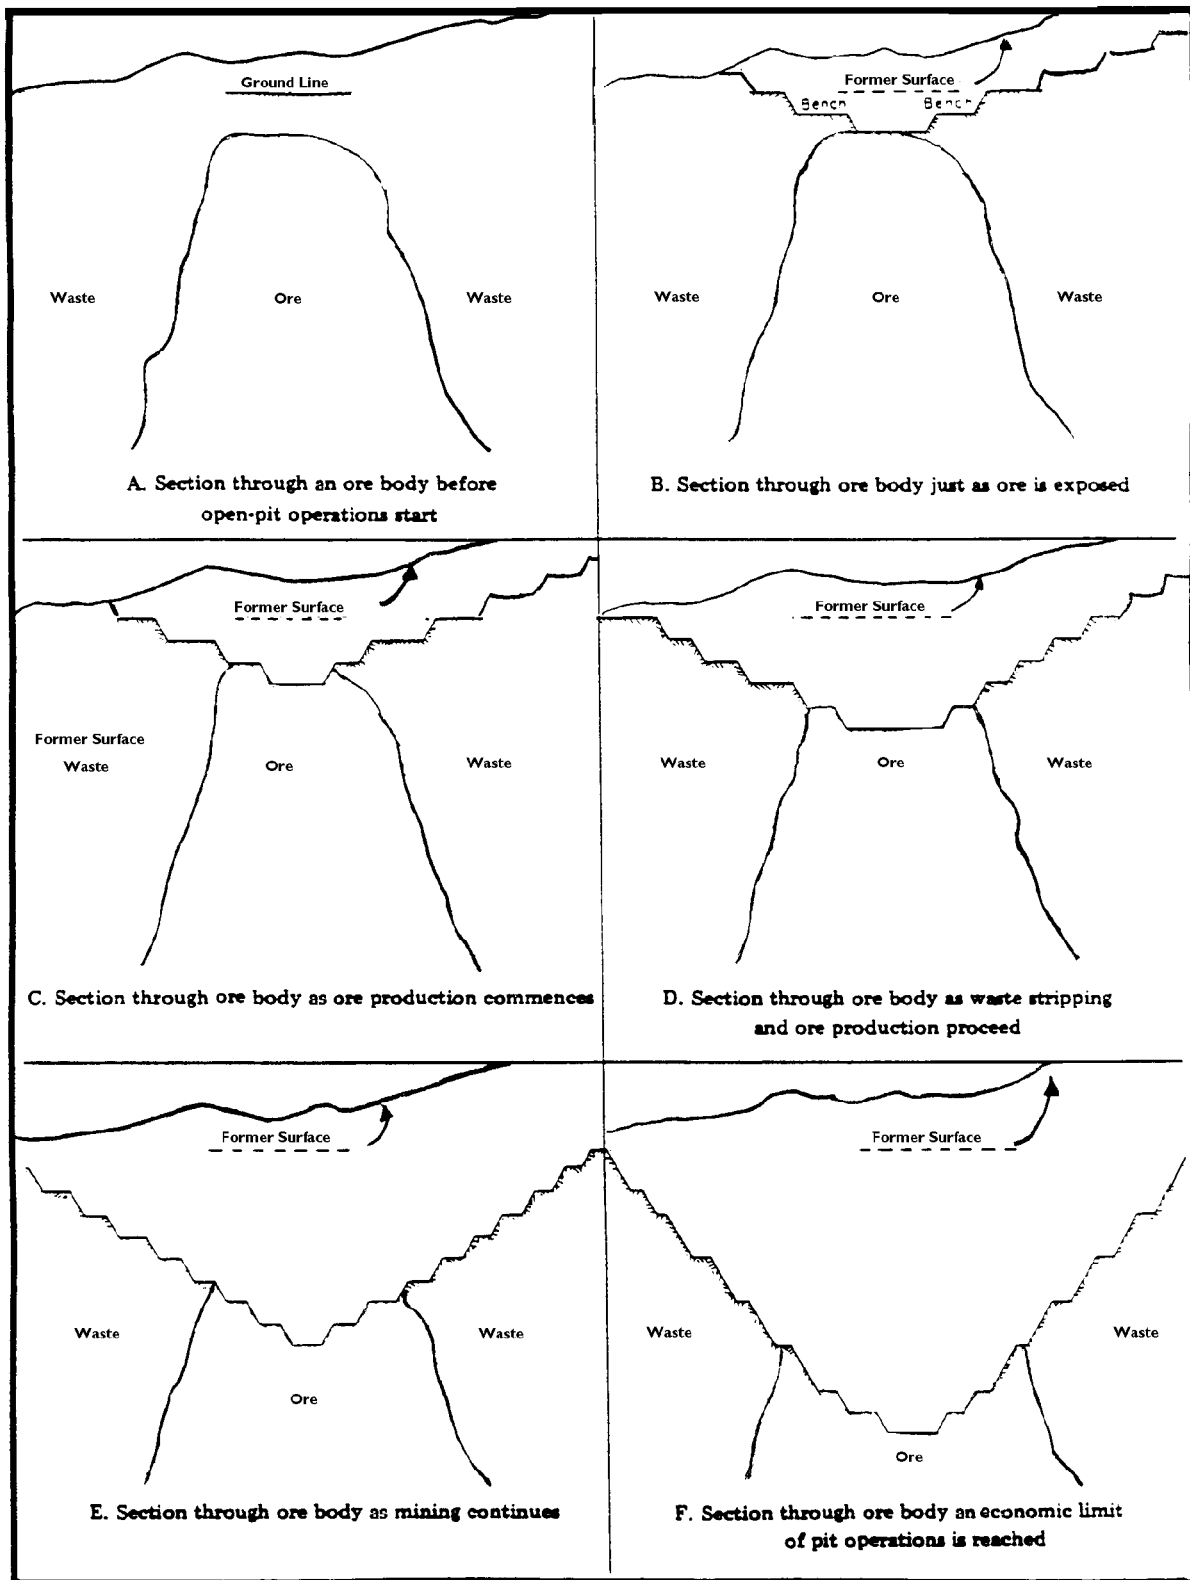 Ground Line
Waste
Ore
Waste
A. Section through an ore body before
open-pit operations start
Former Surface
Bench
Bench
Waste
Ore
Waste
B. Section through ore body just as ore is exposed
Former Surface
Former Surface
Waste
Ore
Waste
C. Section through ore body as ore production commences
Former Surface
Waste
Ore
Waste
D. Section through ore body as waste stripping
and ore production proceed
Former Surface
Waste
Waste
Ore
E. Section through ore body as mining continues
Former Surface
Waste
Waste
Ore
F. Section through ore body an economic limit
of pit operations is reached